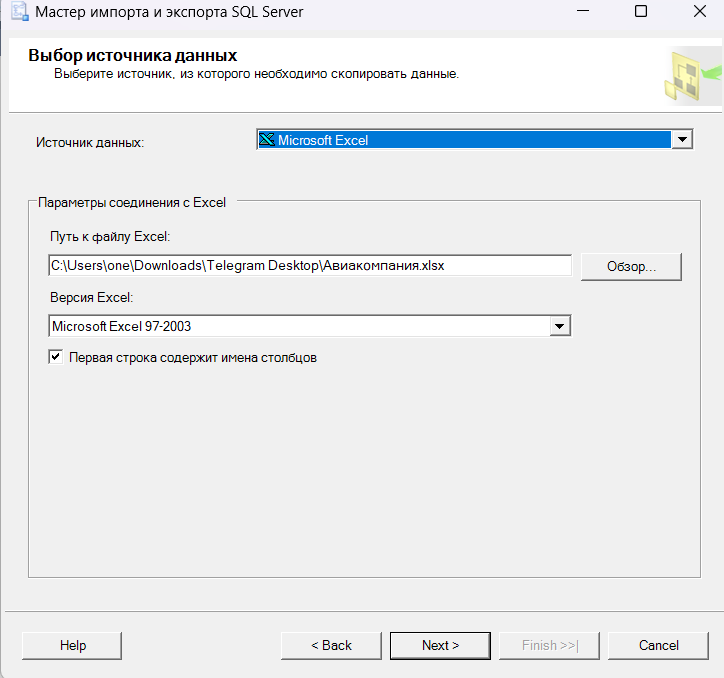 Мастер импорта и экспорта SQL Server
Выбор источника данных
Выберите источник, из которого необходимо скопировать данные.
Источник данных:
Microsoft Excel
Параметры соединения с Excel
Путь к файлу Excel:
C:\Users\one\Downloads\Telegram Desktop\Авиакомпания.xlsx
Обзор...
Версия Excel:
Microsoft Excel 97-2003
Первая строка содержит имена столбцов
Help
< Back
Next >
Finish >>|
Cancel